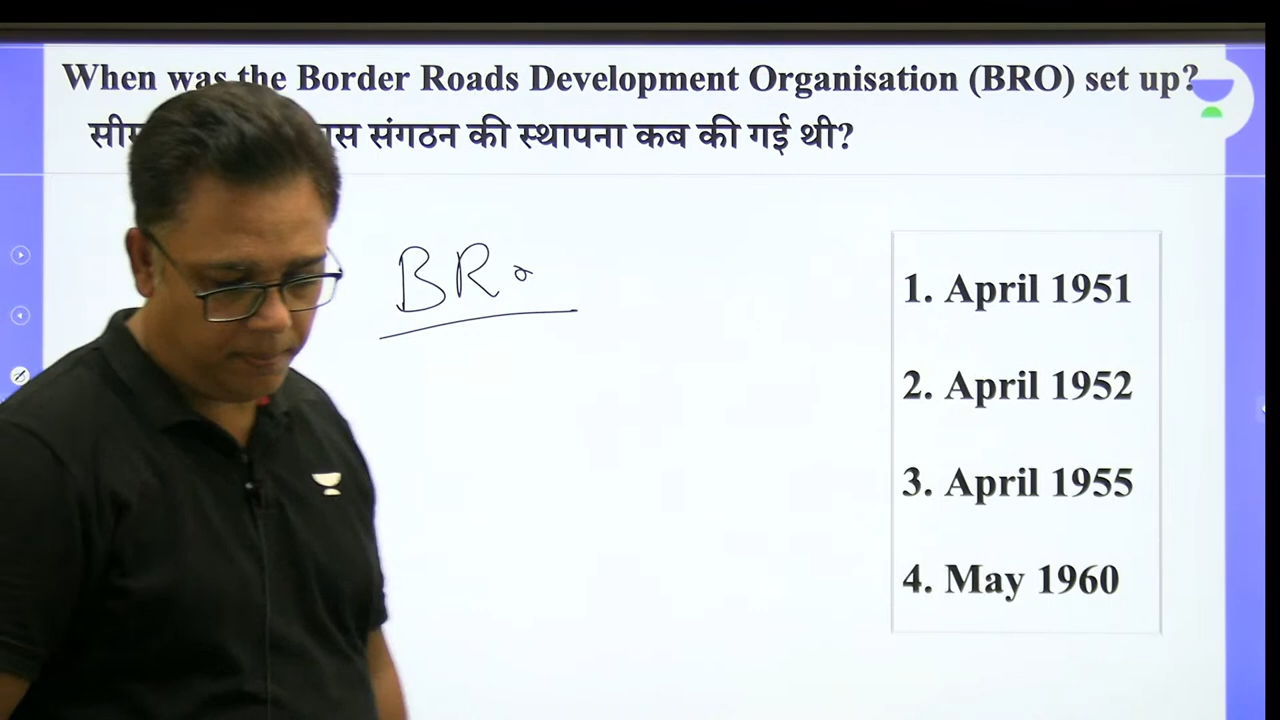 When was the Border Roads Development Organisation (BRO) set up?
संगठन की स्थापना कब की गई थी?
BRO
1. April 1951
2. April 1952
3. April 1955
4. May 1960